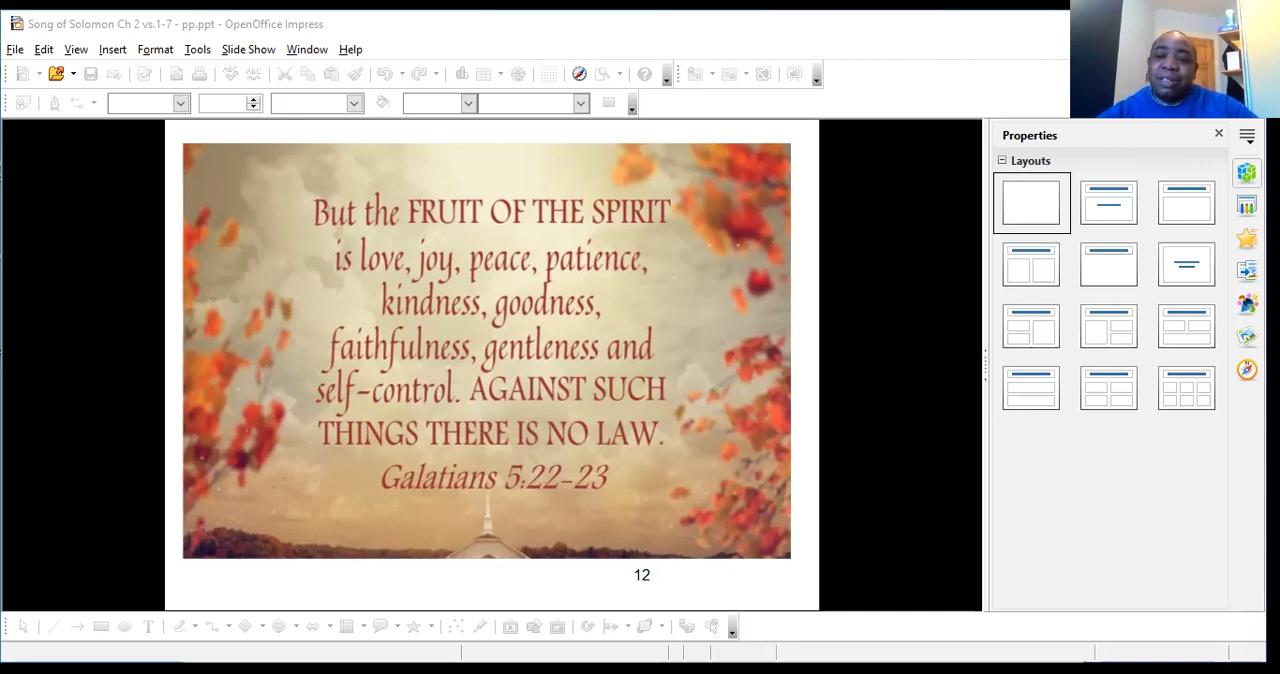 Song of Solomon Ch 2 vs.1-7 - pp.ppt - OpenOffice Impress
File Edit View Insert Format Tools Slide Show Window Help
Properties
Layouts
But the FRUIT OF THE SPIRIT
is love, joy, peace, patience,
kindness, goodness,
faithfulness, gentleness and
self-control. AGAINST SUCH
THINGS THERE IS NO LAW.
Galatians 5:22-23
12